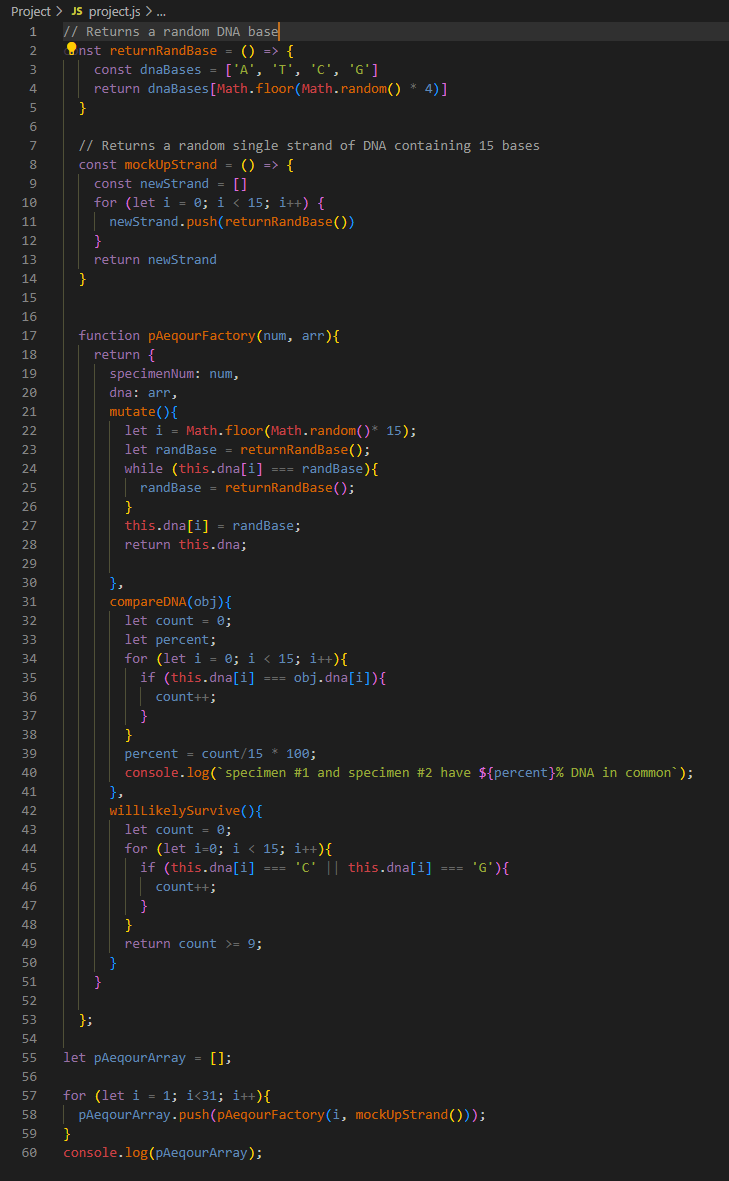 Project > JS project.js > ...
1 // Returns a random DNA base
2 nst returnRandBase = () => {
3 const dnaBases = ['A', 'T', 'C', 'G']
4 return dnaBases[Math.floor(Math.random() * 4)]
5 }
6
7 // Returns a random single strand of DNA containing 15 bases
8 const mockUpStrand = () => {
9 const newStrand = []
10 for (let i = 0; i < 15; i++) {
11 newStrand.push(returnRandBase())
12 }
13 return newStrand
14 }
15
16
17 function pAeqourFactory(num, arr){
18 return {
19 specimenNum: num,
20 dna: arr,
21 mutate(){
22 let i = Math.floor(Math.random()* 15);
23 let randBase = returnRandBase();
24 while (this.dna[i] === randBase){
25 randBase = returnRandBase();
26 }
27 this.dna[i] = randBase;
28 return this.dna;
29
30 },
31 compareDNA(obj){
32 let count = 0;
33 let percent;
34 for (let i = 0; i < 15; i++){
35 if (this.dna[i] === obj.dna[i]){
36 count++;
37 }
38 }
39 percent = count/15 * 100;
40 console.log(`specimen #1 and specimen #2 have ${percent}% DNA in common`);
41 },
42 willLikelySurvive(){
43 let count = 0;
44 for (let i=0; i < 15; i++){
45 if (this.dna[i] === 'C' || this.dna[i] === 'G'){
46 count++;
47 }
48 }
49 return count >= 9;
50 }
51 }
52
53 };
54
55 let pAeqourArray = [];
56
57 for (let i = 1; i<31; i++){
58 pAeqourArray.push(pAeqourFactory(i, mockUpStrand()));
59 }
60 console.log(pAeqourArray);